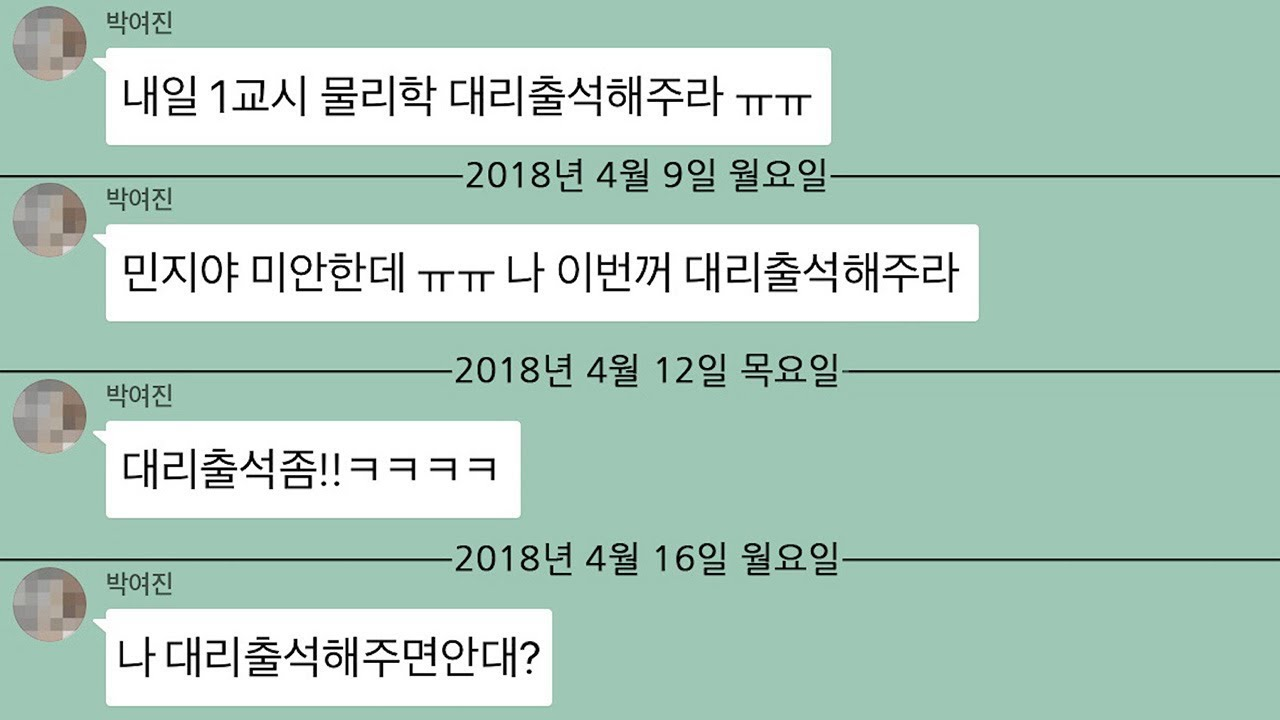 박여진
내일 1교시 물리학 대리출석해주라 ㅠㅠ
2018년 4월 9일 월요일
박여진
민지야 미안한데 ㅠㅠ 나 이번꺼 대리출석해주라
2018년 4월 12일 목요일
박여진
대리출석좀!!ㅋㅋㅋㅋ
2018년 4월 16일 월요일
박여진
나 대리출석해주면안대?